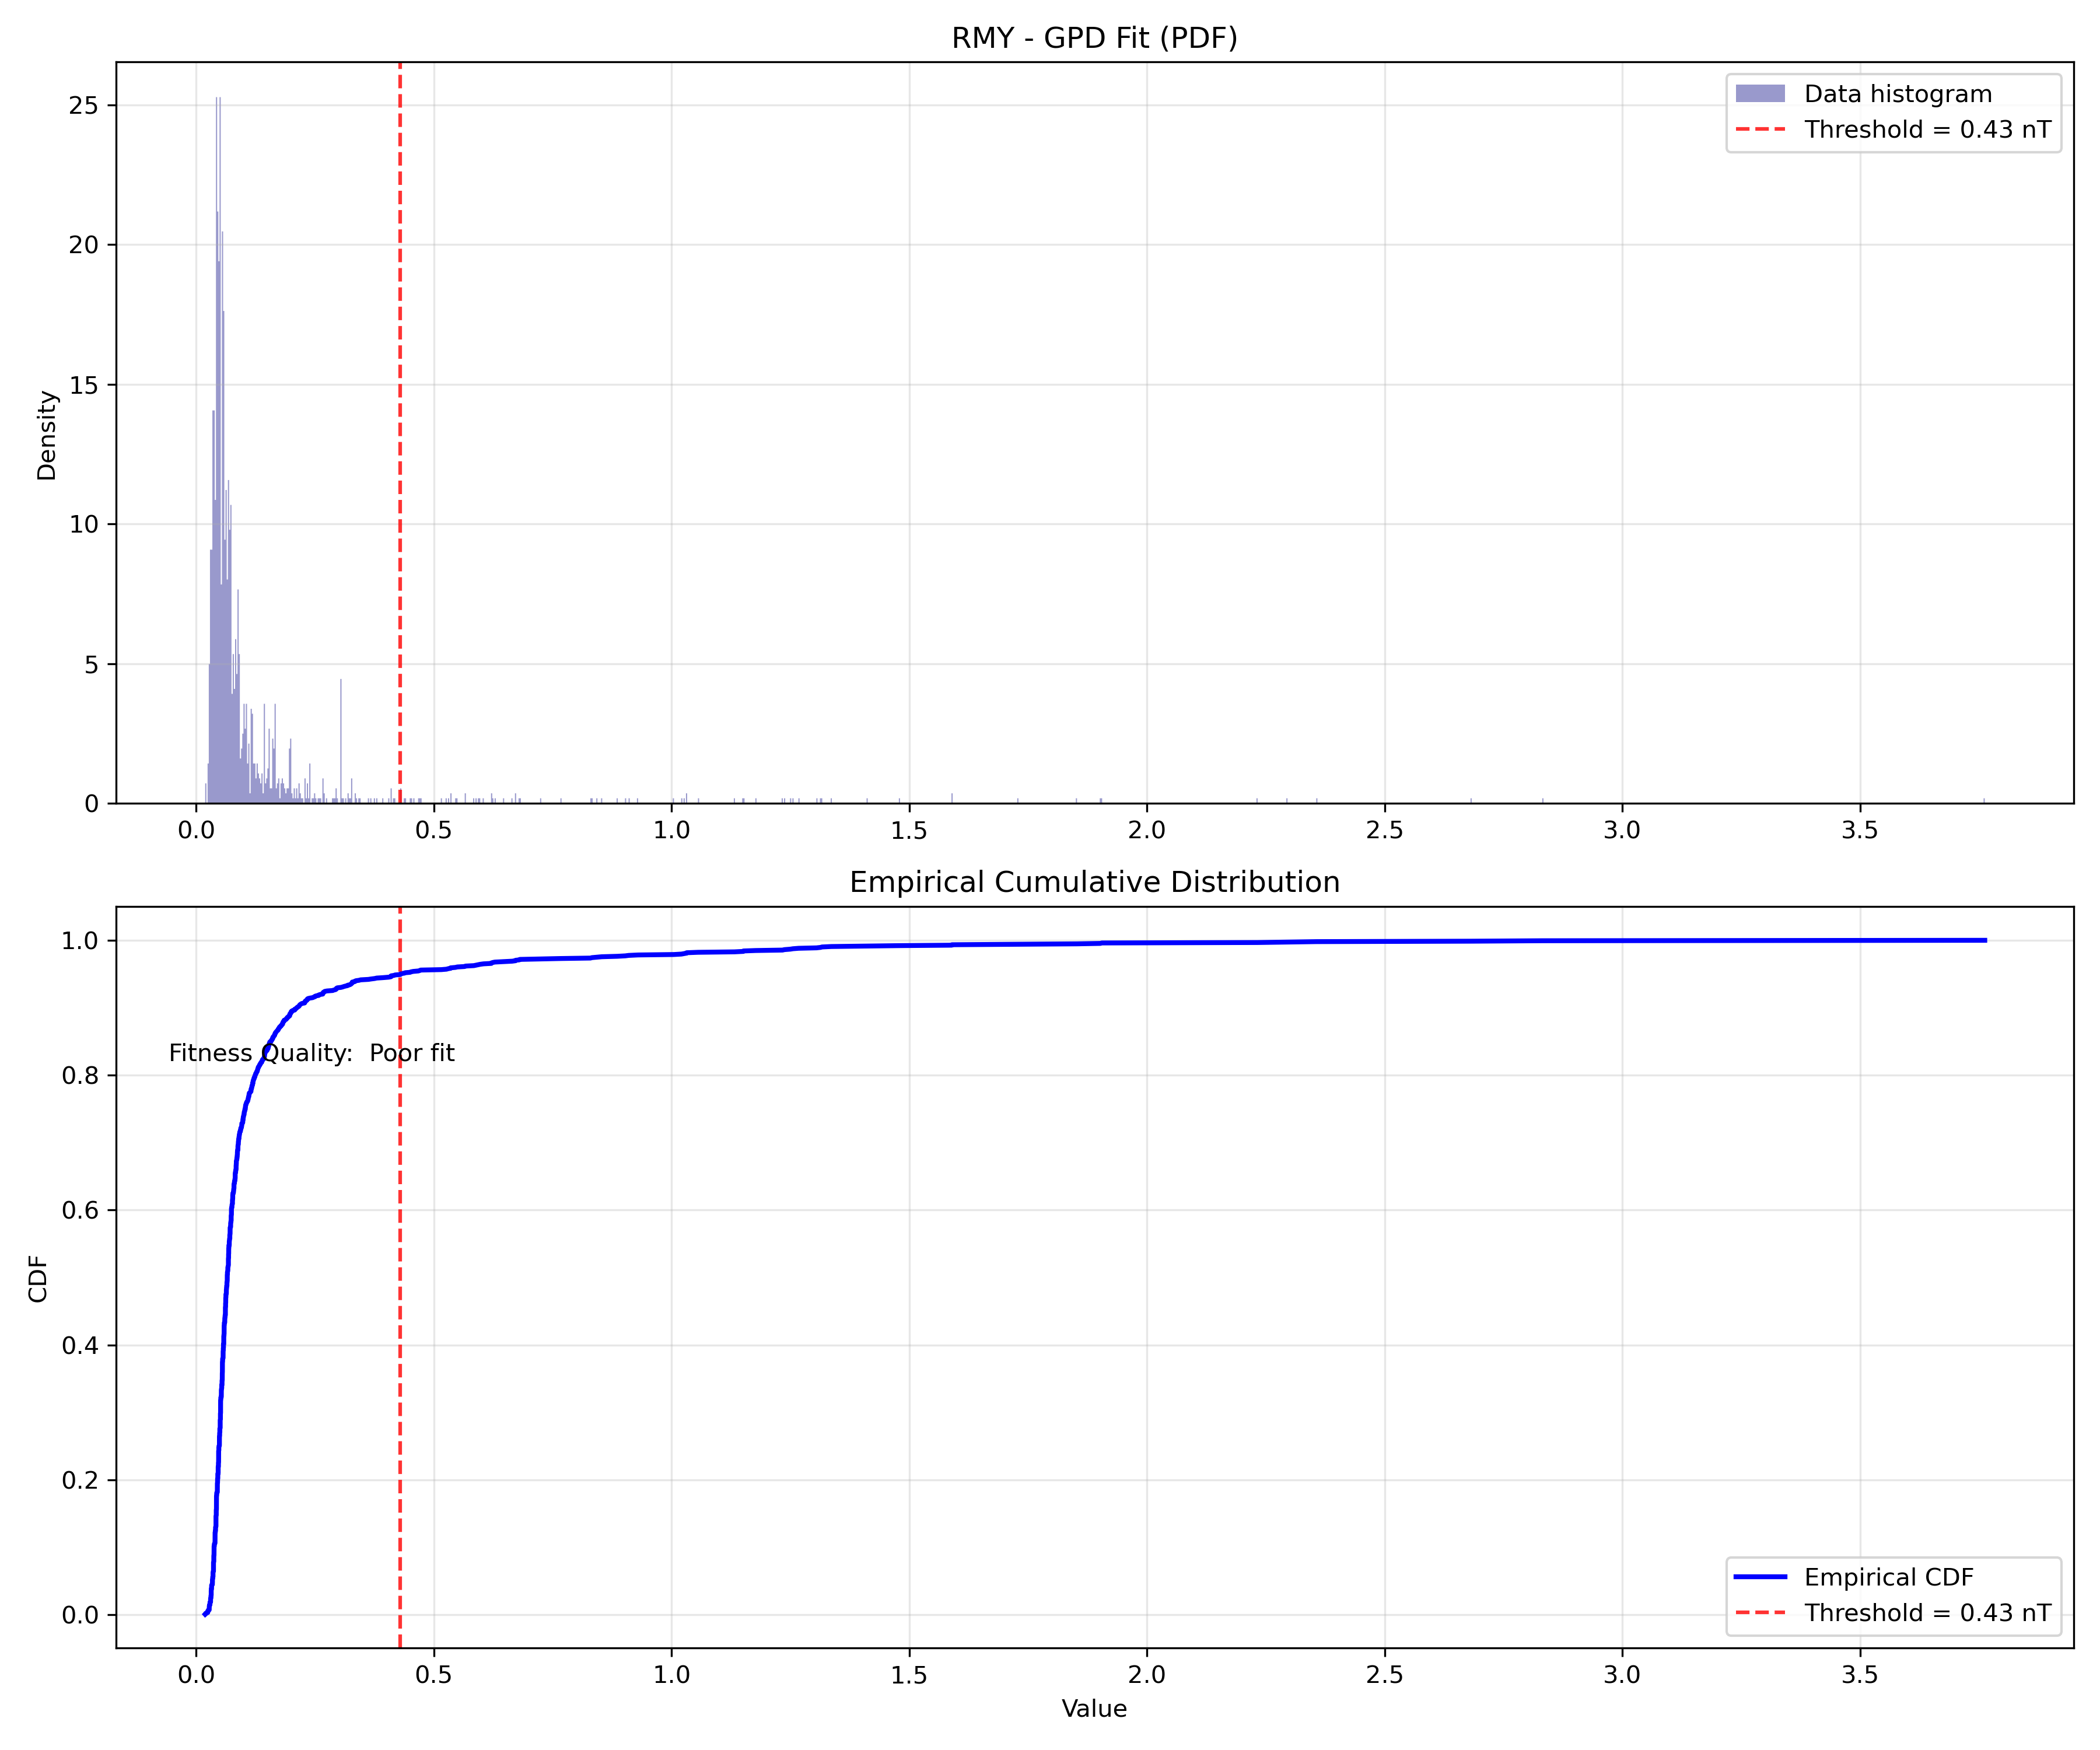 RMY - GPD Fit (PDF)
Density
25
20
15
10
5
0
Data histogram
Threshold = 0.43 nT
0.0 0.5 1.0 1.5 2.0 2.5 3.0 3.5
Empirical Cumulative Distribution
CDF
1.0
0.8
0.6
0.4
0.2
0.0
Fitness Quality:  Poor fit
Empirical CDF
Threshold = 0.43 nT
0.0 0.5 1.0 1.5 2.0 2.5 3.0 3.5
Value